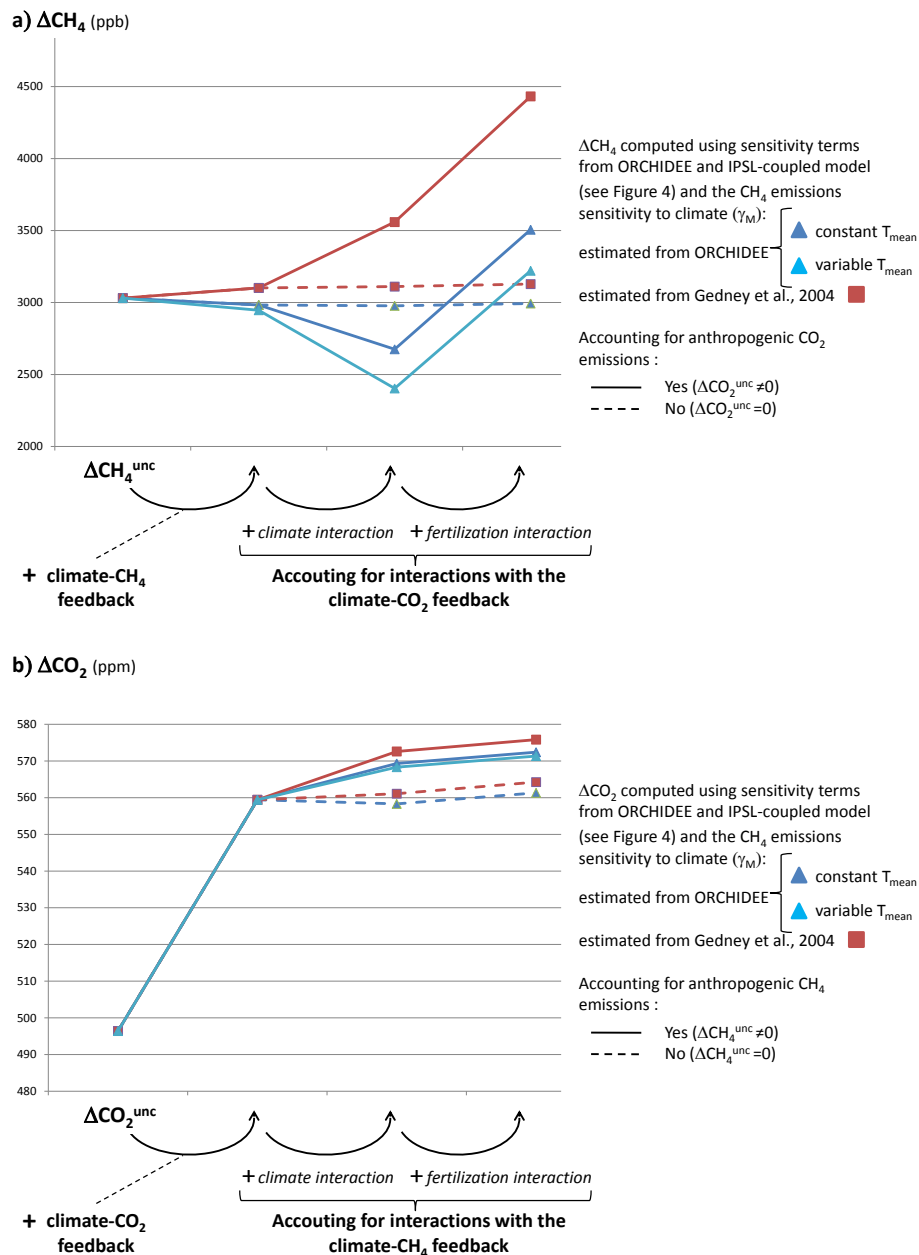 a) ΔCH4 (ppb)
4500
4000
3500
3000
2500
2000
ΔCH4 computed using sensitivity terms
from ORCHIDEE and IPSL-coupled model
(see Figure 4) and the CH4 emissions
sensitivity to climate (γM):
constant Tmean
estimated from ORCHIDEE
variable Tmean
estimated from Gedney et al., 2004
Accounting for anthropogenic CO2
emissions :
Yes (ΔCO2unc ≠0)
No (ΔCO2unc =0)
ΔCH4unc
+ climate interaction + fertilization interaction
+ climate-CH4
feedback
Accouting for interactions with the
climate-CO2 feedback
b) ΔCO2 (ppm)
580
570
560
550
540
530
520
510
500
490
480
ΔCO2 computed using sensitivity terms
from ORCHIDEE and IPSL-coupled model
(see Figure 4) and the CH4 emissions
sensitivity to climate (γM):
constant Tmean
estimated from ORCHIDEE
variable Tmean
estimated from Gedney et al., 2004
Accounting for anthropogenic CH4
emissions :
Yes (ΔCH4unc ≠0)
No (ΔCH4unc =0)
ΔCO2unc
+ climate interaction + fertilization interaction
+ climate-CO2
feedback
Accouting for interactions with the
climate-CH4 feedback